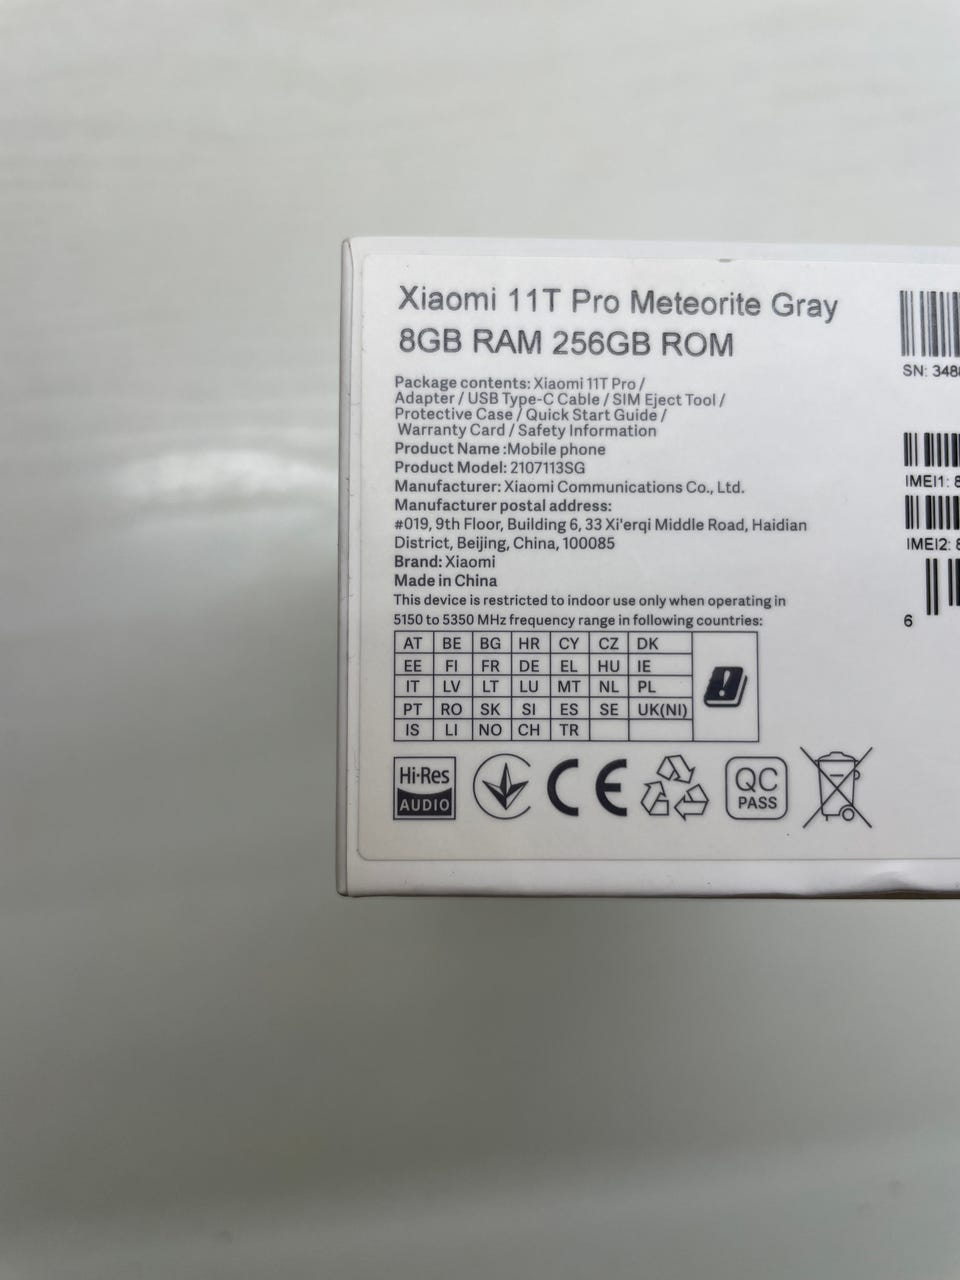 Xiaomi 11T Pro Meteorite Gray
8GB RAM 256GB ROM
Package contents: Xiaomi 11T Pro /
Adapter / USB Type-C Cable / SIM Eject Tool /
Protective Case / Quick Start Guide /
Warranty Card / Safety Information
Product Name :Mobile phone
Product Model: 2107113SG
Manufacturer: Xiaomi Communications Co., Ltd.
Manufacturer postal address:
#019, 9th Floor, Building 6, 33 Xi'erqi Middle Road, Haidian
District, Beijing, China, 100085
Brand: Xiaomi
Made in China
This device is restricted to indoor use only when operating in
5150 to 5350 MHz frequency range in following countries:
AT BE BG HR CY CZ DK
EE FI FR DE EL HU IE
IT LV LT LU MT NL PL
PT RO SK SI ES SE UK(NI)
IS LI NO CH TR
Hi-Res
AUDIO
CE
QC
PASS
SN: 348
IMEI1: 8
IMEI2: 8
6